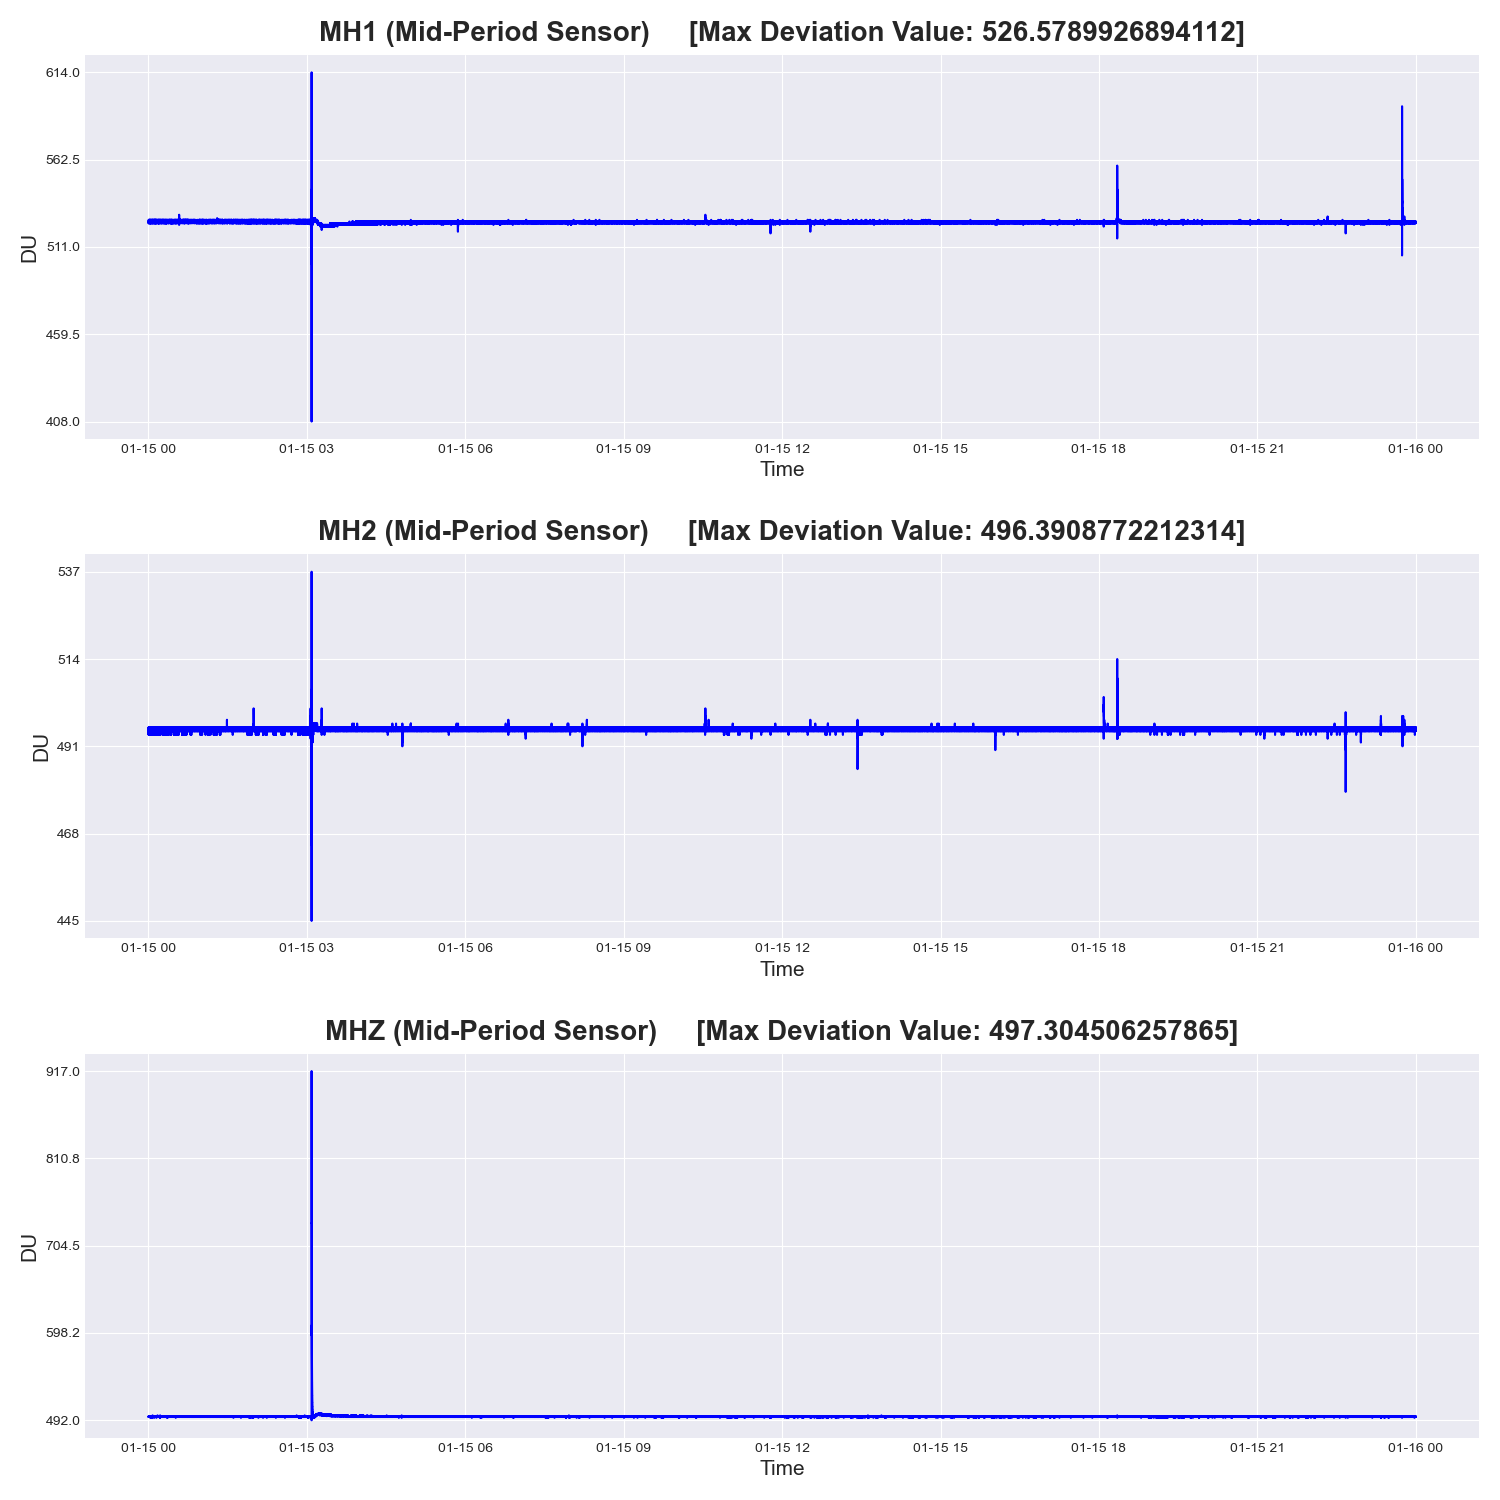 MH1 (Mid-Period Sensor) [Max Deviation Value: 526.5789926894112]
614.0
562.5
511.0
459.5
408.0
DU
01-15 00 01-15 03 01-15 06 01-15 09 01-15 12 01-15 15 01-15 18 01-15 21 01-16 00
Time
MH2 (Mid-Period Sensor) [Max Deviation Value: 496.3908772212314]
537
514
491
468
445
DU
01-15 00 01-15 03 01-15 06 01-15 09 01-15 12 01-15 15 01-15 18 01-15 21 01-16 00
Time
MHZ (Mid-Period Sensor) [Max Deviation Value: 497.304506257865]
917.0
810.8
704.5
598.2
492.0
DU
01-15 00 01-15 03 01-15 06 01-15 09 01-15 12 01-15 15 01-15 18 01-15 21 01-16 00
Time